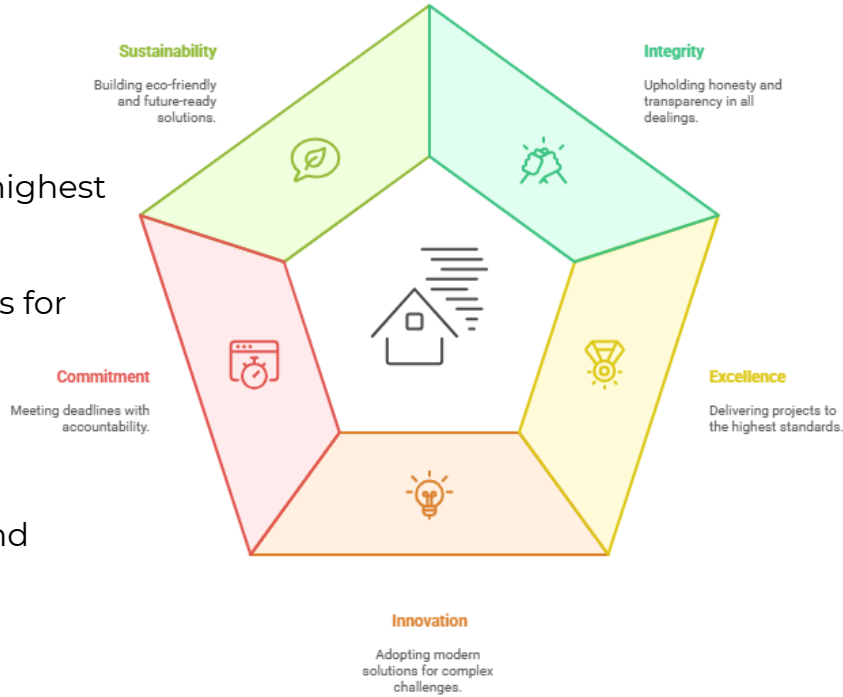 Sustainability
Building eco-friendly
and future-ready
solutions.
Integrity
Upholding honesty and
transparency in all
dealings.
highest
s for
Commitment
Meeting deadlines with
accountability.
Excellence
Delivering projects to
the highest standards.
nd
Innovation
Adopting modern
solutions for complex
challenges.